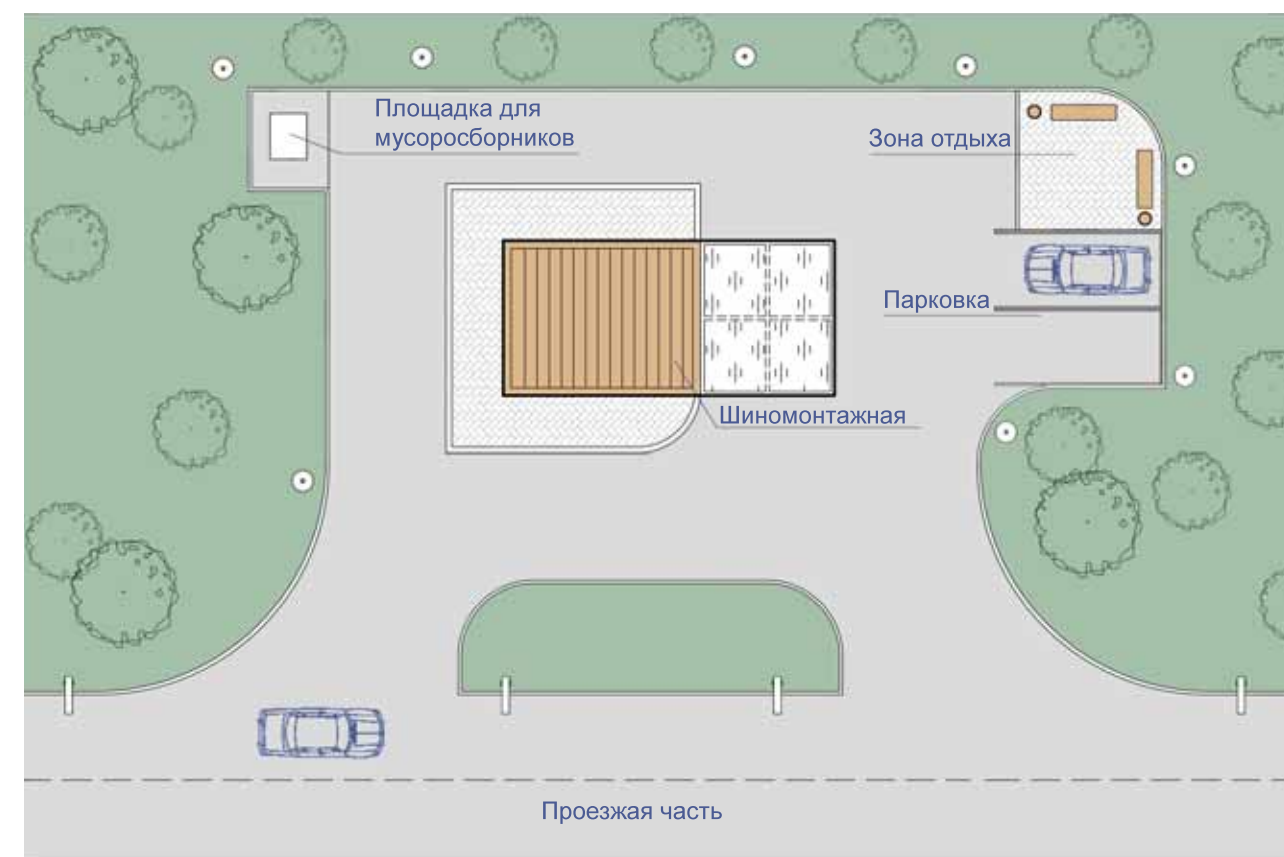 Площадка для
мусоросборников
Зона отдыха
Парковка
Шиномонтажная
Проезжая часть